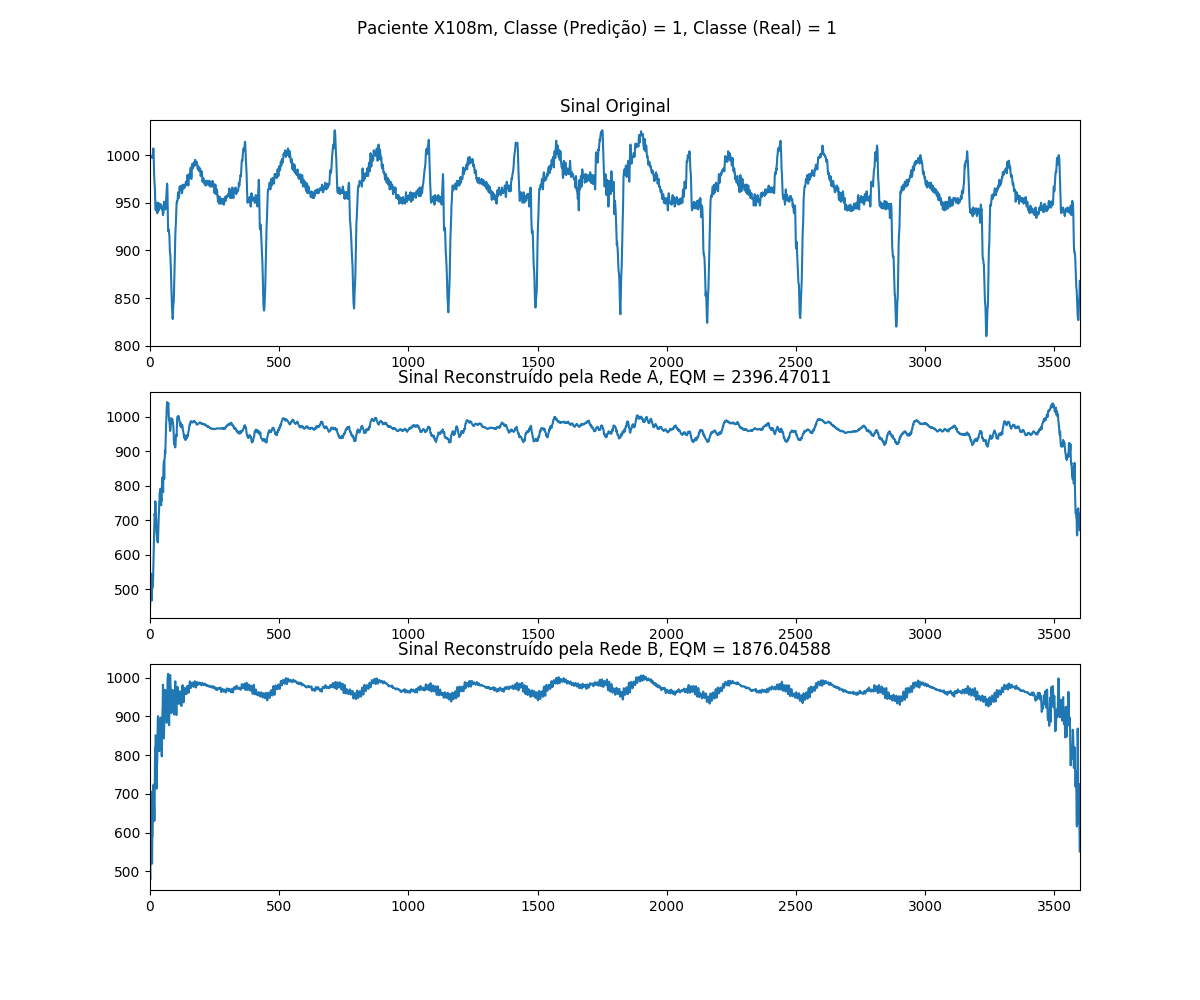 Paciente X108m, Classe (Predição) = 1, Classe (Real) = 1
Sinal Original
1000
950
900
850
800
0 500 1000 1500 2000 2500 3000 3500
Sinal Reconstruído pela Rede A, EQM = 2396.47011
1000
900
800
700
600
500
0 500 1000 1500 2000 2500 3000 3500
Sinal Reconstruído pela Rede B, EQM = 1876.04588
1000
900
800
700
600
500
0 500 1000 1500 2000 2500 3000 3500